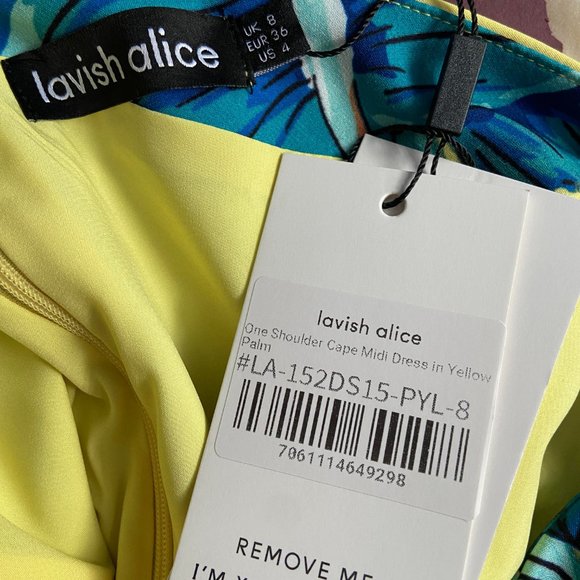 lavish alice
UK 8
EUR 36
US 4
lavish alice
One Shoulder Cape Midi Dress in Yellow
Palm
#LA-152DS15-PYL-8
7061114649298
REMOVE ME
I'M